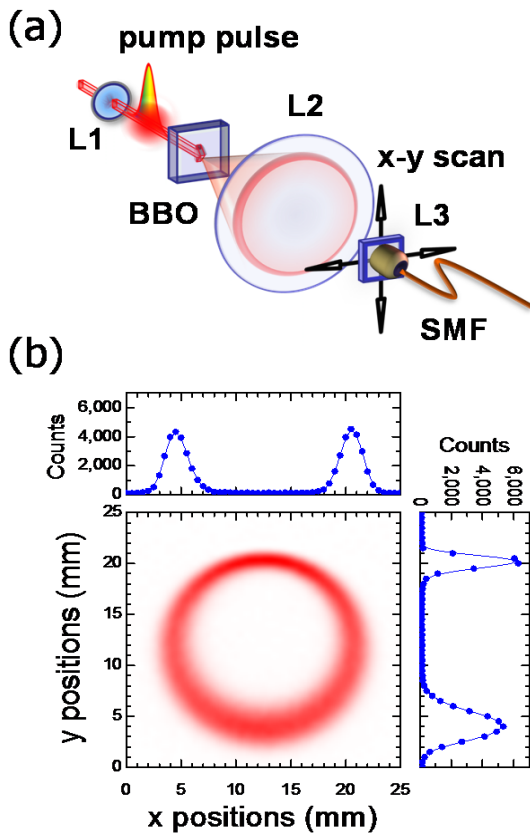 (a)
pump pulse
L1
L2
BBO
x-y scan
L3
SMF
(b)
Counts
6,000
4,000
2,000
0
Counts
0
2,000
4,000
6,000
y positions (mm)
25
20
15
10
5
0
0 5 10 15 20 25
x positions (mm)